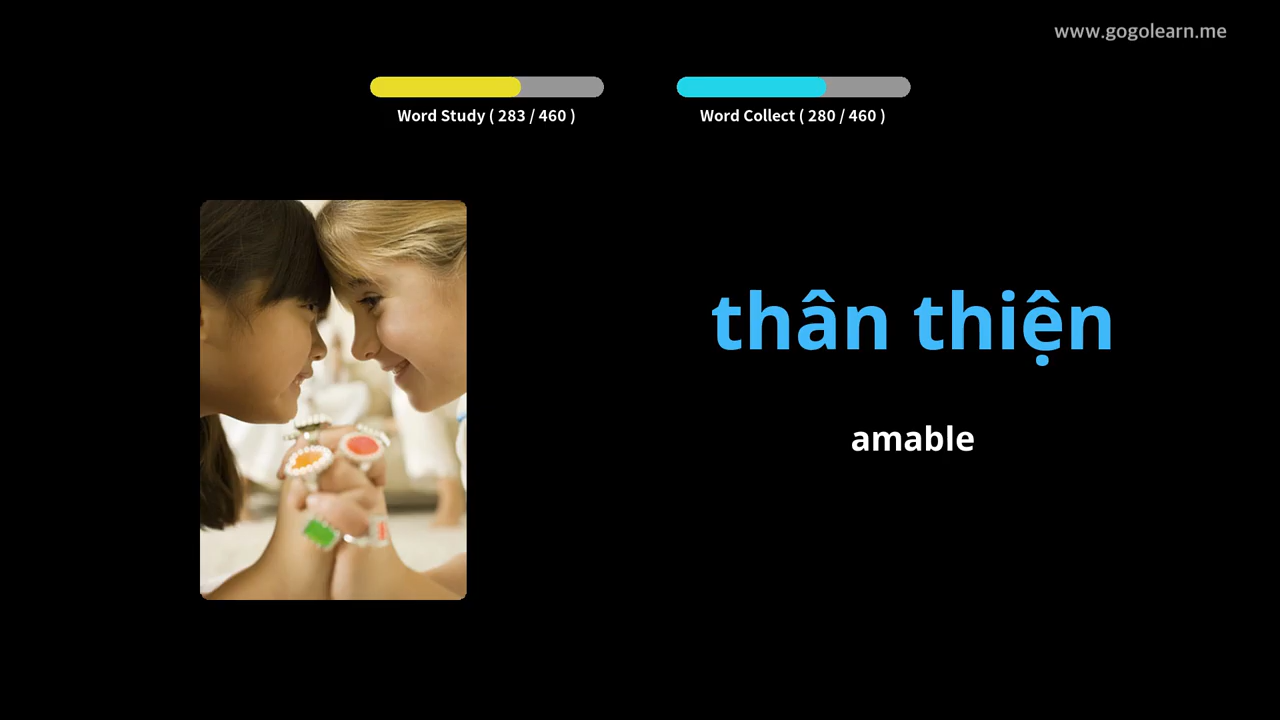 www.gogolearn.me
Word Study ( 283 / 460 )
Word Collect ( 280 / 460 )
thân thiện
amable